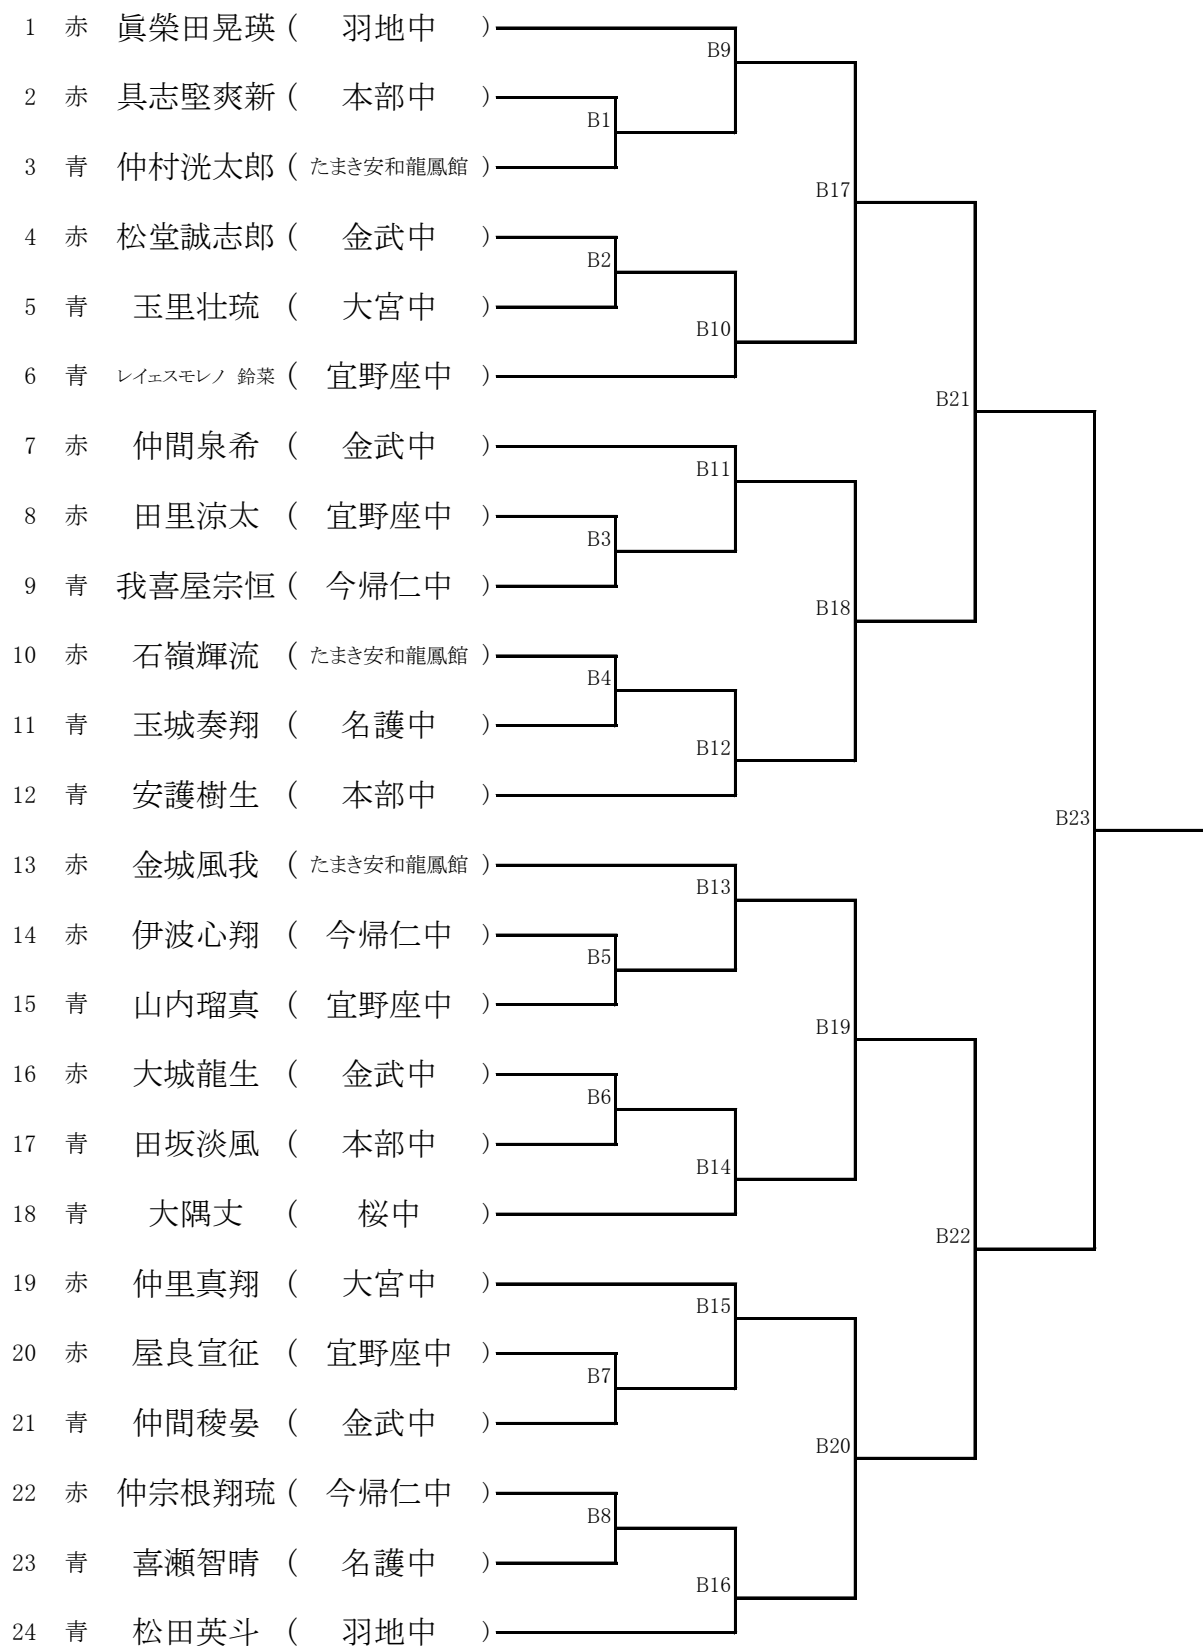 1 赤 眞榮田晃瑛 ( 羽地中 )
B9
2 赤 具志堅爽新 ( 本部中 )
B1
3 青 仲村洸太郎 ( たまき安和龍鳳館 )
B17
4 赤 松堂誠志郎 ( 金武中 )
B2
5 青 玉里壮琉 ( 大宮中 )
B10
6 青 レイェスモレノ 鈴菜 ( 宜野座中 )
B21
7 赤 仲間泉希 ( 金武中 )
B11
8 赤 田里涼太 ( 宜野座中 )
B3
9 青 我喜屋宗恒 ( 今帰仁中 )
B18
10 赤 石嶺輝流 ( たまき安和龍鳳館 )
B4
11 青 玉城奏翔 ( 名護中 )
B12
12 青 安護樹生 ( 本部中 )
B23
13 赤 金城風我 ( たまき安和龍鳳館 )
B13
14 赤 伊波心翔 ( 今帰仁中 )
B5
15 青 山内瑠真 ( 宜野座中 )
B19
16 赤 大城龍生 ( 金武中 )
B6
17 青 田坂淡風 ( 本部中 )
B14
18 青 大隅丈 ( 桜中 )
B22
19 赤 仲里真翔 ( 大宮中 )
B15
20 赤 屋良宣征 ( 宜野座中 )
B7
21 青 仲間稜晏 ( 金武中 )
B20
22 赤 仲宗根翔琉 ( 今帰仁中 )
B8
23 青 喜瀬智晴 ( 名護中 )
B16
24 青 松田英斗 ( 羽地中 )